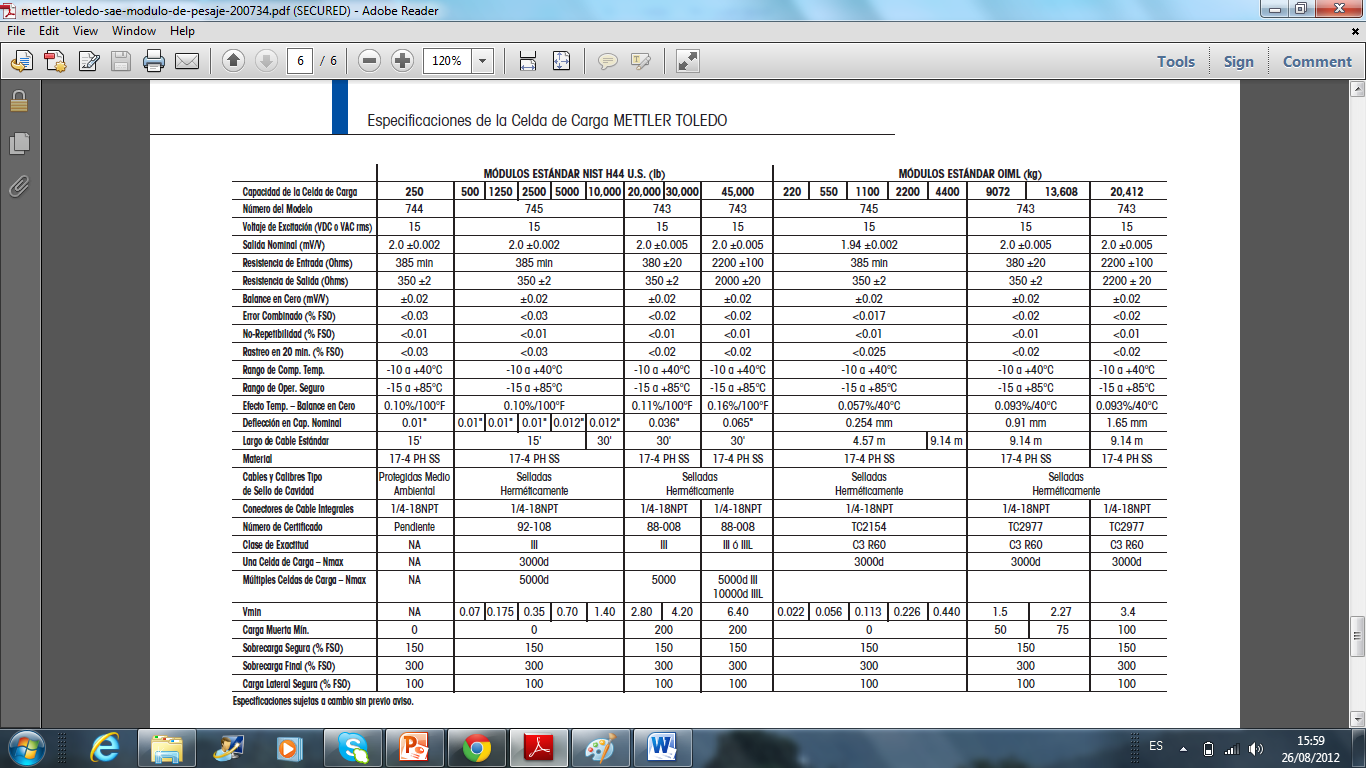 mettler-toledo-sae-modulo-de-pesaje-200734.pdf (SECURED) - Adobe Reader
File Edit View Window Help
6 / 6 120% Tools Sign Comment
Especificaciones de la Celda de Carga METTLER TOLEDO
MÓDULOS ESTÁNDAR NIST H44 U.S. (lb) MÓDULOS ESTÁNDAR OIML (kg)
Capacidad de la Celda de Carga 250 500 1250 2500 5000 10,000 20,000 30,000 45,000 220 550 1100 2200 4400 9072 13,608 20,412
Número del Modelo 744 745 743 743 745 743 743
Voltaje de Excitación (VDC o VAC rms) 15 15 15 15 15 15 15
Salida Nominal (mV/V) 2.0 ±0.002 2.0 ±0.002 2.0 ±0.005 2.0 ±0.005 1.94 ±0.002 2.0 ±0.005 2.0 ±0.005
Resistencia de Entrada (Ohms) 385 min 385 min 380 ±20 2200 ±100 385 min 380 ±20 2200 ±100
Resistencia de Salida (Ohms) 350 ±2 350 ±2 350 ±2 2000 ±20 350 ±2 350 ±2 2200 ± 20
Balance en Cero (mV/V) ±0.02 ±0.02 ±0.02 ±0.02 ±0.02 ±0.02 ±0.02
Error Combinado (% FSO) <0.03 <0.03 <0.02 <0.02 <0.017 <0.02 <0.02
No-Repetibilidad (% FSO) <0.01 <0.01 <0.01 <0.01 <0.01 <0.01 <0.01
Rastreo en 20 min. (% FSO) <0.03 <0.03 <0.02 <0.02 <0.025 <0.02 <0.02
Rango de Comp. Temp. -10 a +40°C -10 a +40°C -10 a +40°C -10 a +40°C -10 a +40°C -10 a +40°C -10 a +40°C
Rango de Oper. Seguro -15 a +85°C -15 a +85°C -15 a +85°C -15 a +85°C -15 a +85°C -15 a +85°C -15 a +85°C
Efecto Temp. – Balance en Cero 0.10%/100°F 0.10%/100°F 0.11%/100°F 0.16%/100°F 0.057%/40°C 0.093%/40°C 0.093%/40°C
Deflección en Cap. Nominal 0.01" 0.01" 0.01" 0.01" 0.012" 0.012" 0.036" 0.065" 0.254 mm 0.91 mm 1.65 mm
Largo de Cable Estándar 15' 15' 30' 30' 30' 4.57 m 9.14 m 9.14 m 9.14 m
Material 17-4 PH SS 17-4 PH SS 17-4 PH SS 17-4 PH SS 17-4 PH SS 17-4 PH SS 17-4 PH SS
Cables y Calibres Tipo Protegidas Medio Selladas Selladas Selladas Selladas
de Sello de Cavidad Ambiental Herméticamente Herméticamente Herméticamente Herméticamente
Conectores de Cable Integrales 1/4-18NPT 1/4-18NPT 1/4-18NPT 1/4-18NPT 1/4-18NPT 1/4-18NPT 1/4-18NPT
Número de Certificado Pendiente 92-108 88-008 88-008 TC2154 TC2977 TC2977
Clase de Exactitud NA III III III ó IIIL C3 R60 C3 R60 C3 R60
Una Celda de Carga – Nmax NA 3000d 3000d 3000d 3000d
Múltiples Celdas de Carga – Nmax NA 5000d 5000 5000d III
10000d IIIL
Vmin NA 0.07 0.175 0.35 0.70 1.40 2.80 4.20 6.40 0.022 0.056 0.113 0.226 0.440 1.5 2.27 3.4
Carga Muerta Mín. 0 0 200 200 0 50 75 100
Sobrecarga Segura (% FSO) 150 150 150 150 150 150 150
Sobrecarga Final (% FSO) 300 300 300 300 300 300 300
Carga Lateral Segura (% FSO) 100 100 100 100 100 100 100
Especificaciones sujetas a cambio sin previo aviso.
ES 15:59
26/08/2012